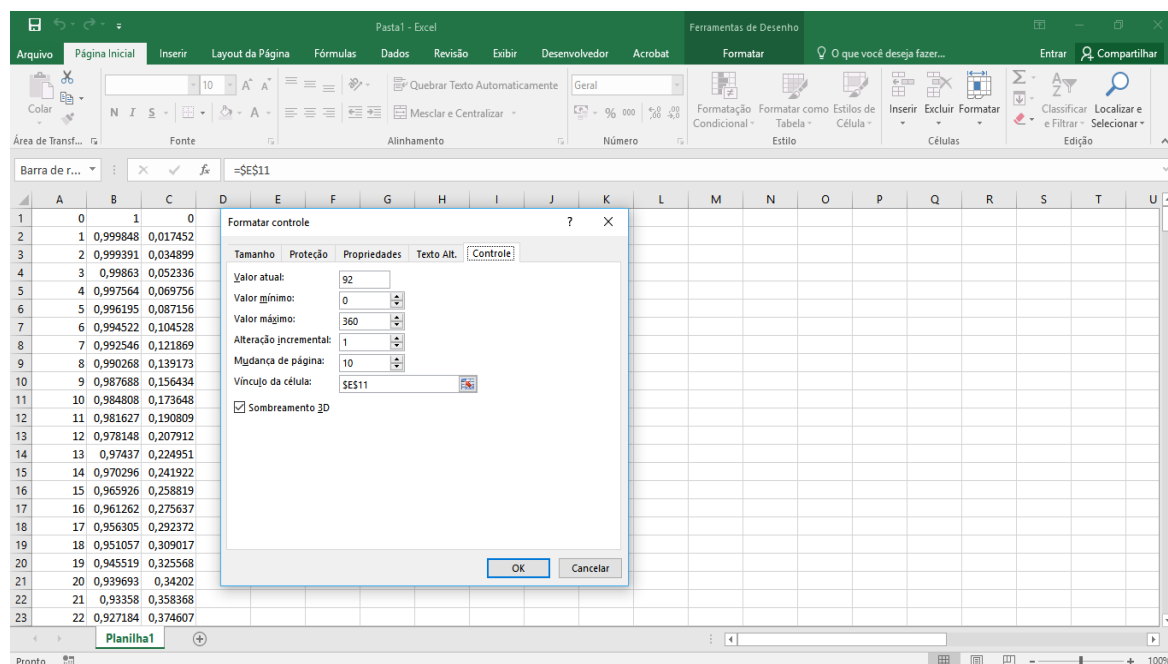 Pasta1 - Excel
Ferramentas de Desenho
Arquivo Página Inicial Inserir Layout da Página Fórmulas Dados Revisão Exibir Desenvolvedor Acrobat Formatar O que você deseja fazer... Entrar Compartilhar
10 A A Quebrar Texto Automaticamente Geral
Colar N I S A Mesclar e Centralizar % 000 Formatação Condicional Formatar como Tabela Estilos de Célula Inserir Excluir Formatar Classificar e Filtrar Localizar e Selecionar
Área de Transf... Fonte Alinhamento Número Estilo Células Edição
Barra de r... fx =$E$11
A B C D E F G H I J K L M N O P Q R S T U
1 0 1 0
2 1 0,999848 0,017452
3 2 0,999391 0,034899
4 3 0,99863 0,052336
5 4 0,997564 0,069756
6 5 0,996195 0,087156
7 6 0,994522 0,104528
8 7 0,992546 0,121869
9 8 0,990268 0,139173
10 9 0,987688 0,156434
11 10 0,984808 0,173648
12 11 0,981627 0,190809
13 12 0,978148 0,207912
14 13 0,97437 0,224951
15 14 0,970296 0,241922
16 15 0,965926 0,258819
17 16 0,961262 0,275637
18 17 0,956305 0,292372
19 18 0,951057 0,309017
20 19 0,945519 0,325568
21 20 0,939693 0,34202
22 21 0,93358 0,358368
23 22 0,927184 0,374607
Formatar controle ? X
Tamanho Proteção Propriedades Texto Alt. Controle
Valor atual: 92
Valor mínimo: 0
Valor máximo: 360
Alteração incremental: 1
Mudança de página: 10
Vínculo da célula: $E$11
Sombreamento 3D
OK Cancelar
Planilha1
Pronto 100%